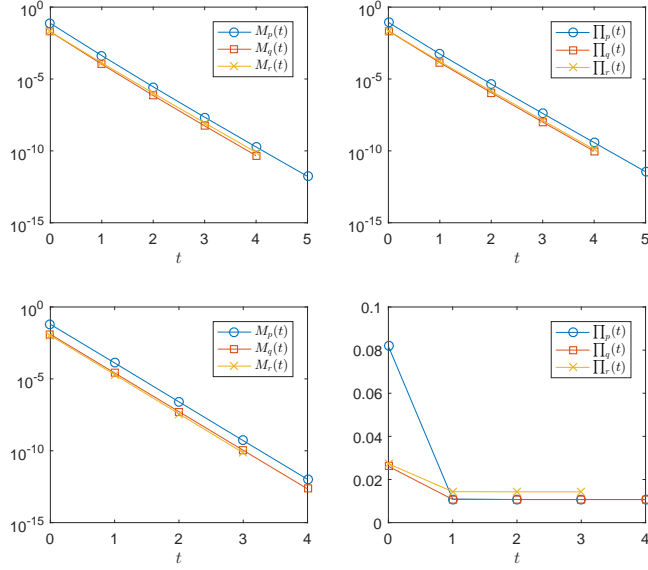 10^0
10^-5
10^-10
10^-15
0 1 2 3 4 5
t
M_p(t)
M_q(t)
M_r(t)
10^0
10^-5
10^-10
10^-15
0 1 2 3 4 5
t
∏_p(t)
∏_q(t)
∏_r(t)
10^0
10^-5
10^-10
10^-15
0 1 2 3 4
t
M_p(t)
M_q(t)
M_r(t)
0.1
0.08
0.06
0.04
0.02
0
0 1 2 3 4
t
∏_p(t)
∏_q(t)
∏_r(t)